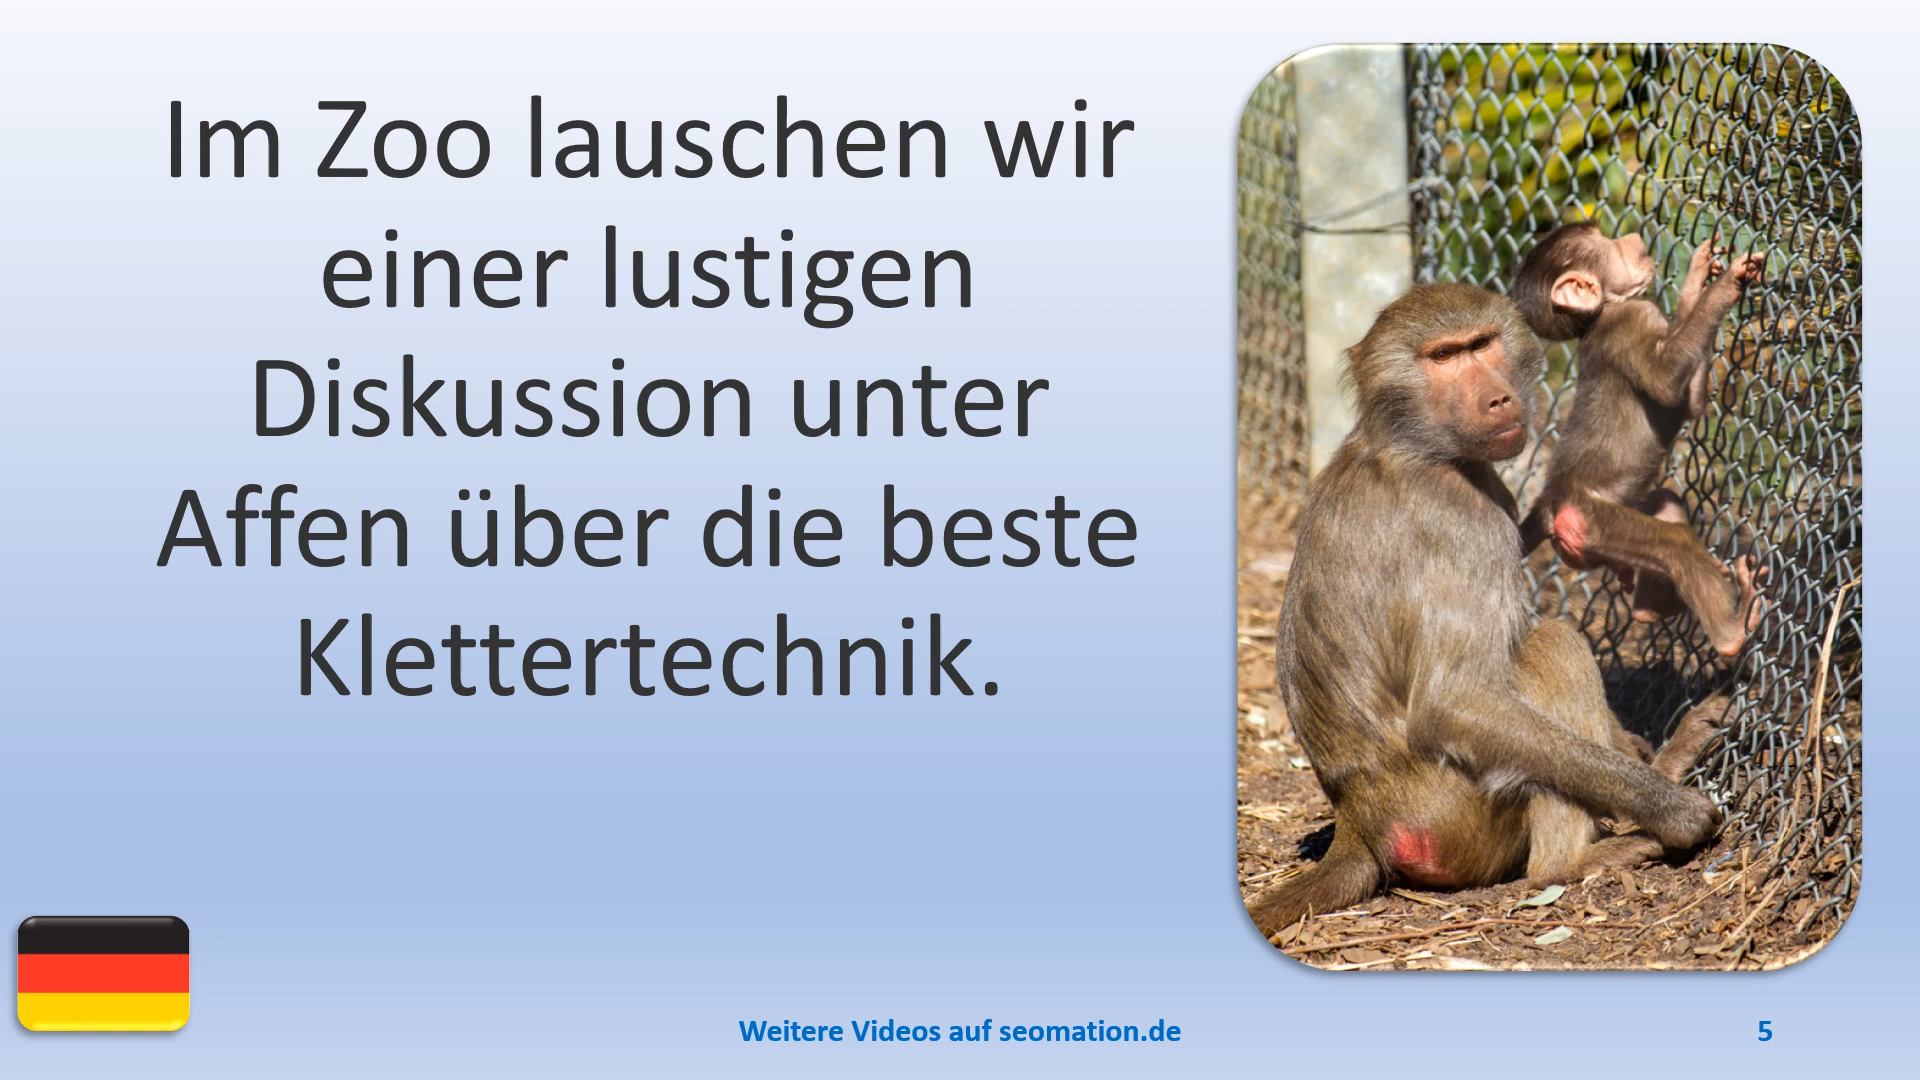 Im Zoo lauschen wir
einer lustigen
Diskussion unter
Affen über die beste
Klettertechnik.
Weitere Videos auf seomation.de
5